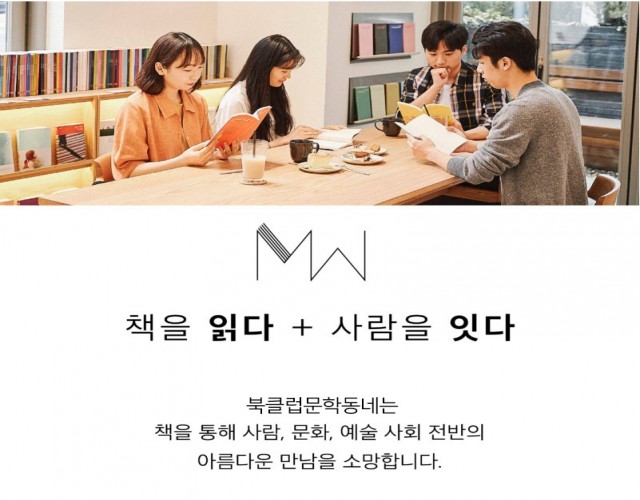 MW
책을 읽다 + 사람을 잇다
북클럽문학동네는
책을 통해 사람, 문화, 예술 사회 전반의
아름다운 만남을 소망합니다.